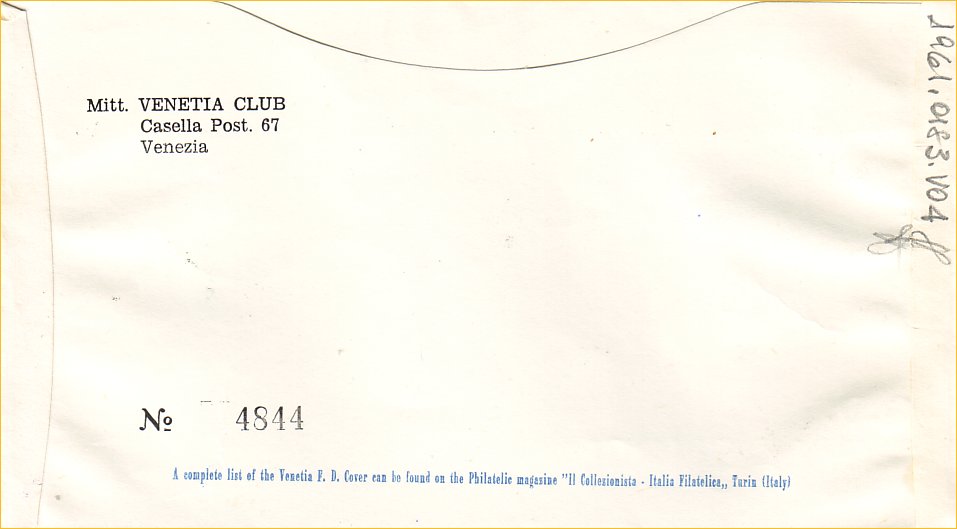 Mitt. VENETIA CLUB
Casella Post. 67
Venezia
1961.0183.V04
№ 4844
A complete list of the Venetia F. D. Cover can be found on the Philatelic magazine "Il Collezionista - Italia Filatelica„ Turin (Italy)